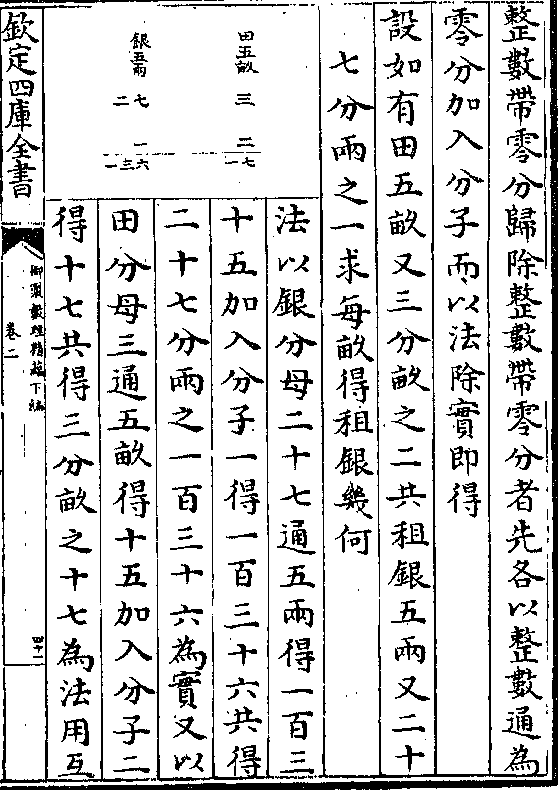 整數帶零分歸除整數帶零分者先各以整數通為
零分加入分子而以法除實即得
設如有田五畝又三分畝之二共租銀五兩又二十
七分兩之一求每畝得租銀幾何
田五畝 三 二
一七
銀五兩 二七 一
一三六
法以銀分母二十七通五兩得一百三
十五加入分子一得一百三十六共得
二十七分兩之一百三十六為實又以
田分母三通五畝得十五加入分子二
得十七共得三分畝之十七為法用互
欽定四庫全書
御製數理精蘊下編
卷二
四十一